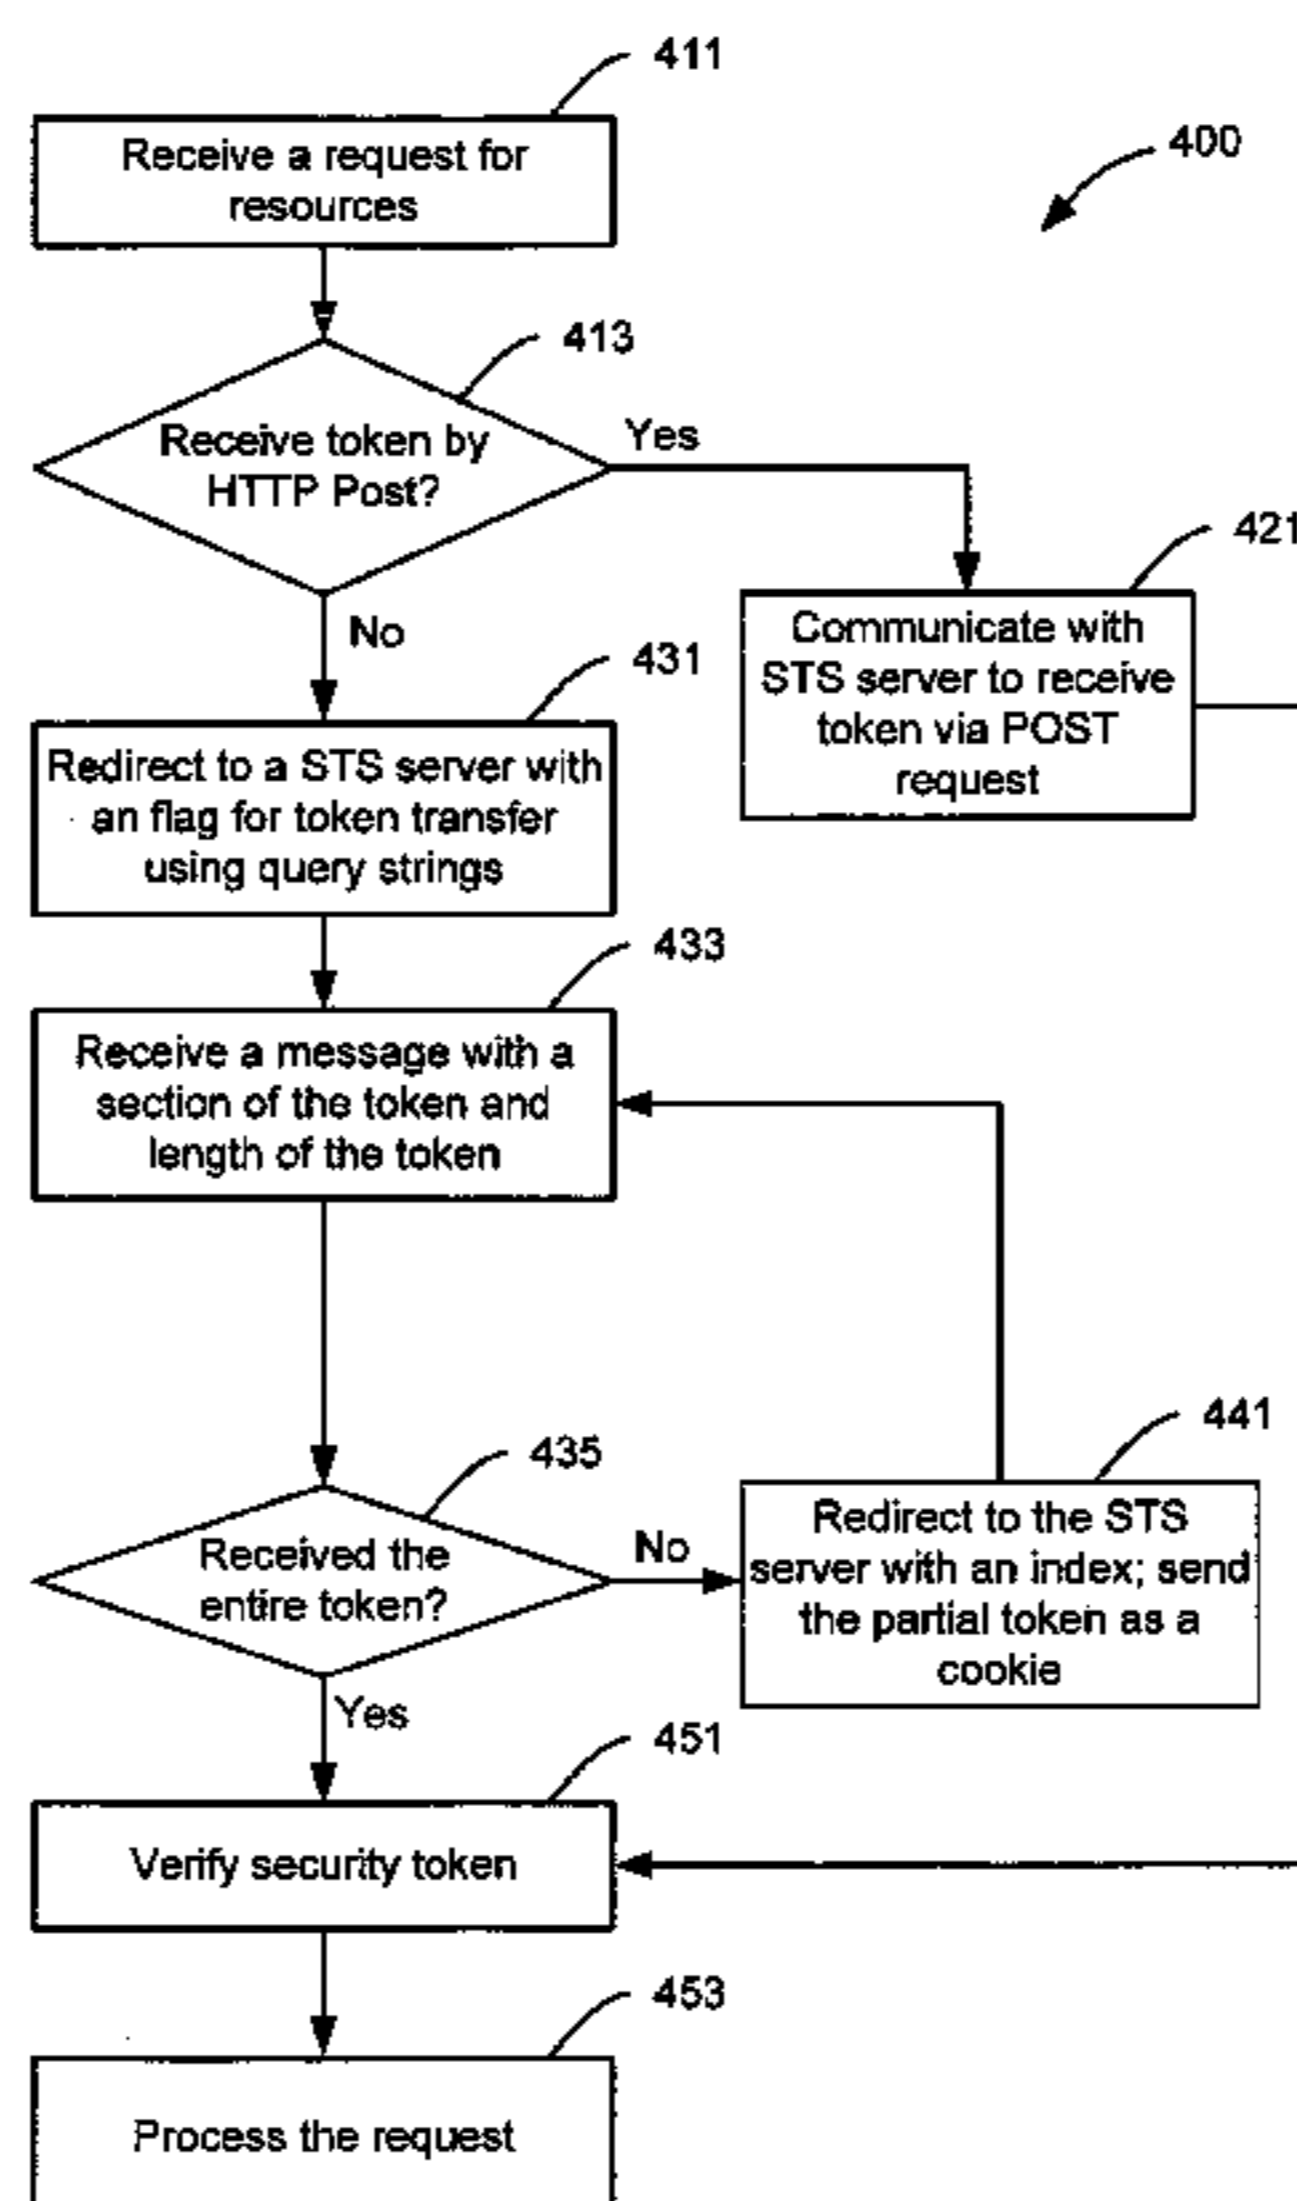 411
400
Receive a request for
resources
413
Receive token by
HTTP Post?
Yes
421
Communicate with
STS server to receive
token via POST
request
No
431
Redirect to a STS server with
an flag for token transfer
using query strings
433
Receive a message with a
section of the token and
length of the token
435
Received the
entire token?
No
441
Redirect to the STS
server with an index; send
the partial token as a
cookie
Yes
451
Verify security token
453
Process the request